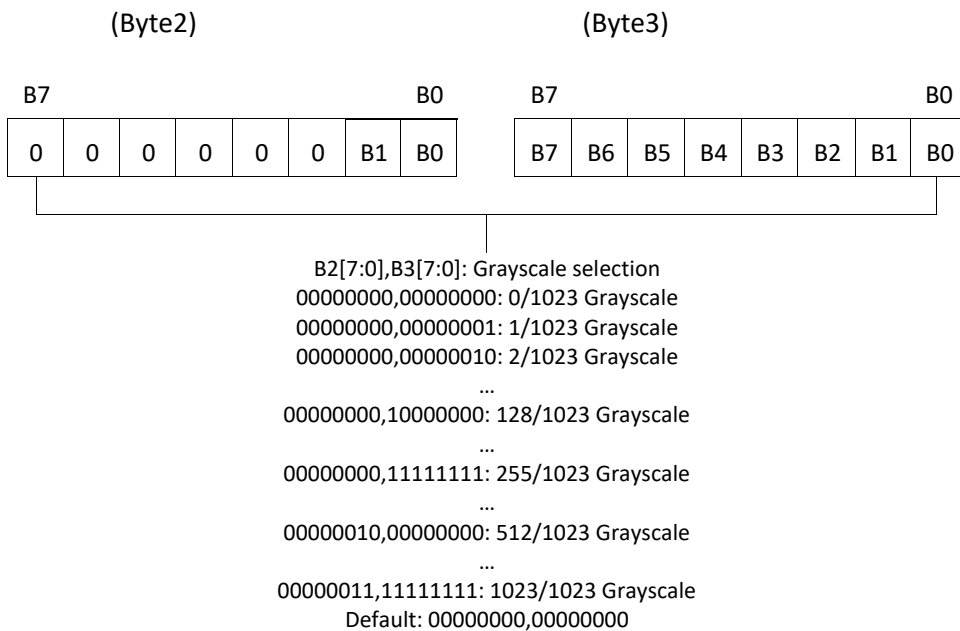 (Byte2) (Byte3)
B7 B0 B7 B0
0 0 0 0 0 0 B1 B0 B7 B6 B5 B4 B3 B2 B1 B0
B2[7:0],B3[7:0]: Grayscale selection
00000000,00000000: 0/1023 Grayscale
00000000,00000001: 1/1023 Grayscale
00000000,00000010: 2/1023 Grayscale
...
00000000,10000000: 128/1023 Grayscale
...
00000000,11111111: 255/1023 Grayscale
...
00000010,00000000: 512/1023 Grayscale
...
00000011,11111111: 1023/1023 Grayscale
Default: 00000000,00000000